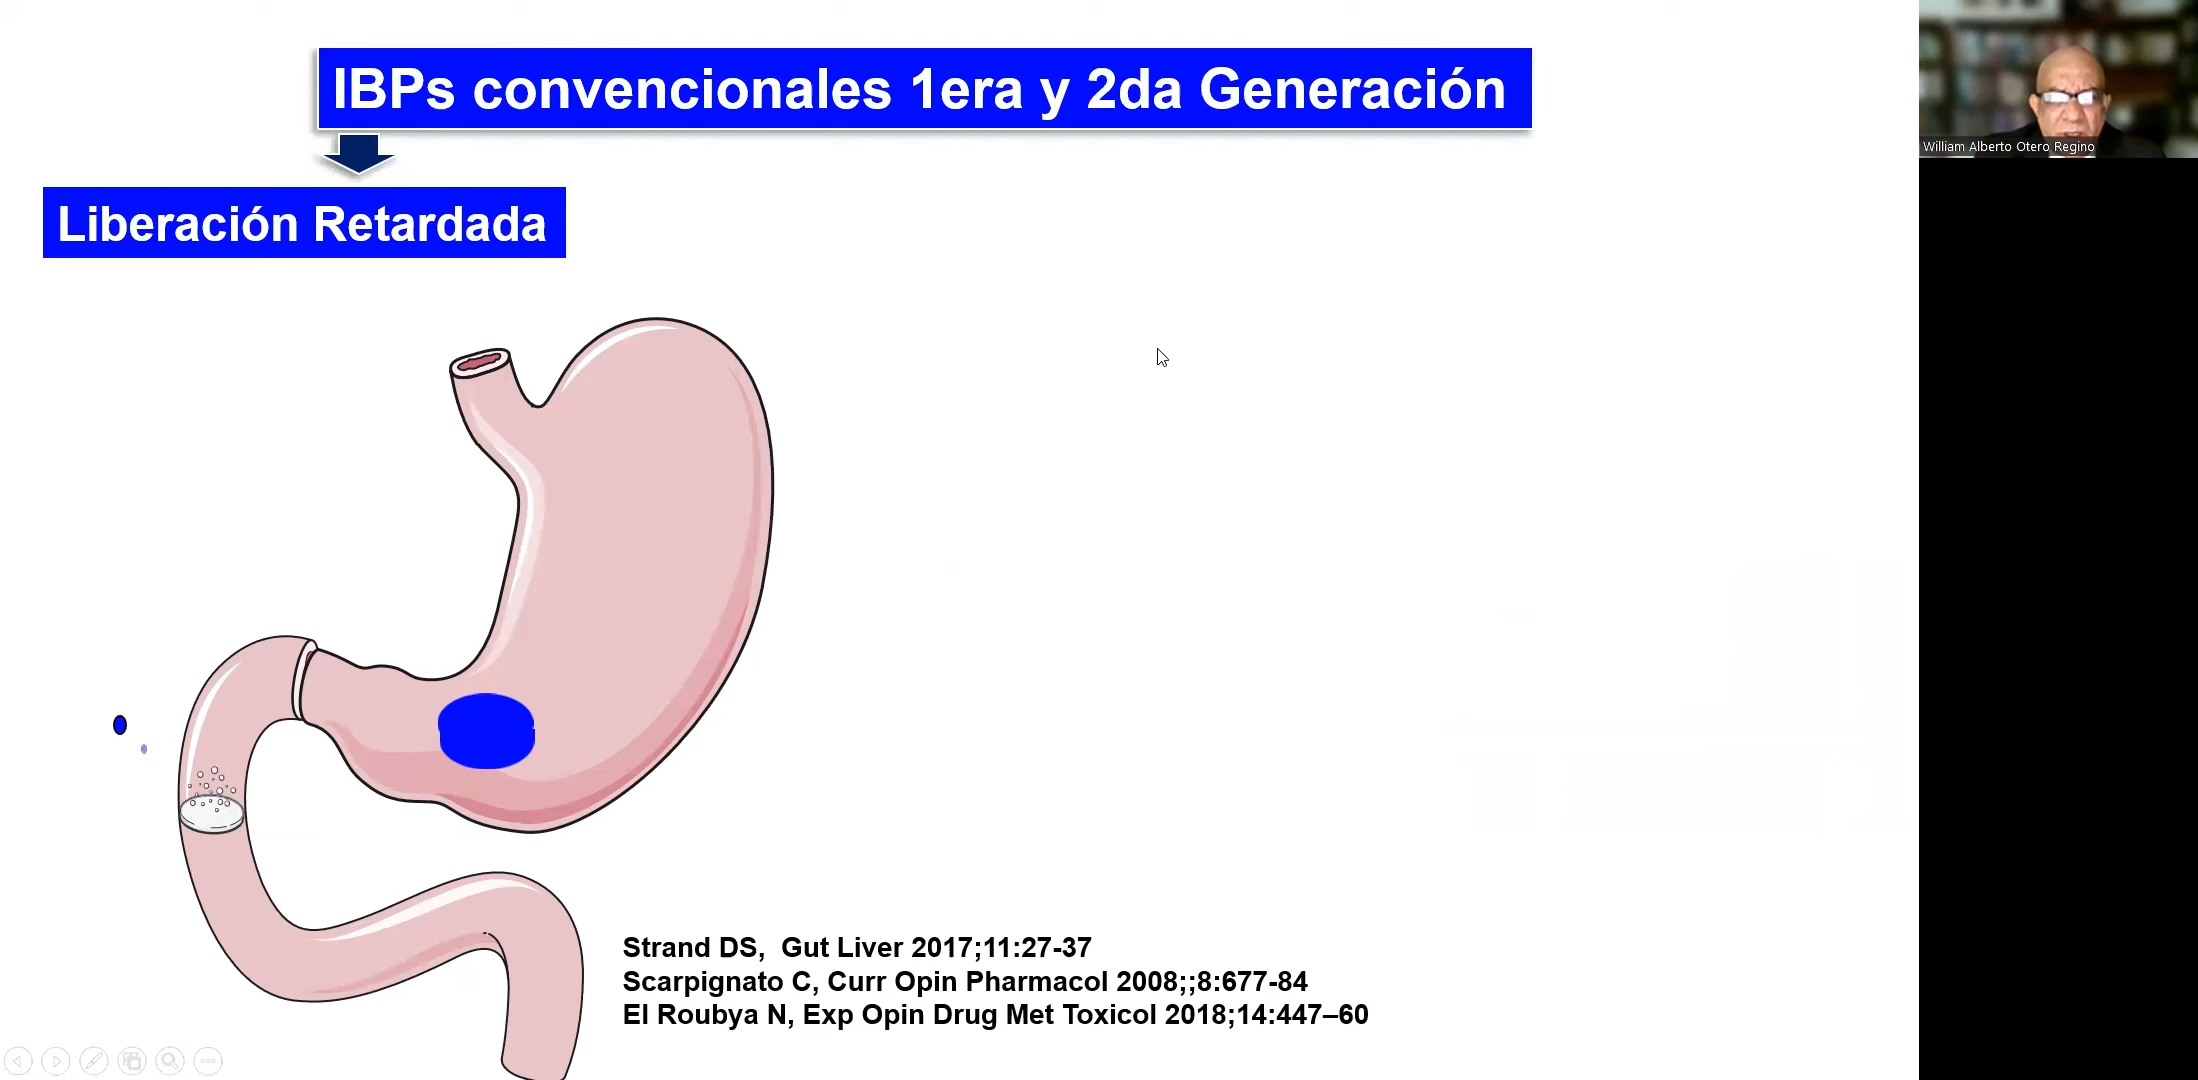 IBPs convencionales 1era y 2da Generación
William Alberto Otero Regino
Liberación Retardada
Strand DS,  Gut Liver 2017;11:27-37
Scarpignato C, Curr Opin Pharmacol 2008;;8:677-84
El Roubya N, Exp Opin Drug Met Toxicol 2018;14:447–60